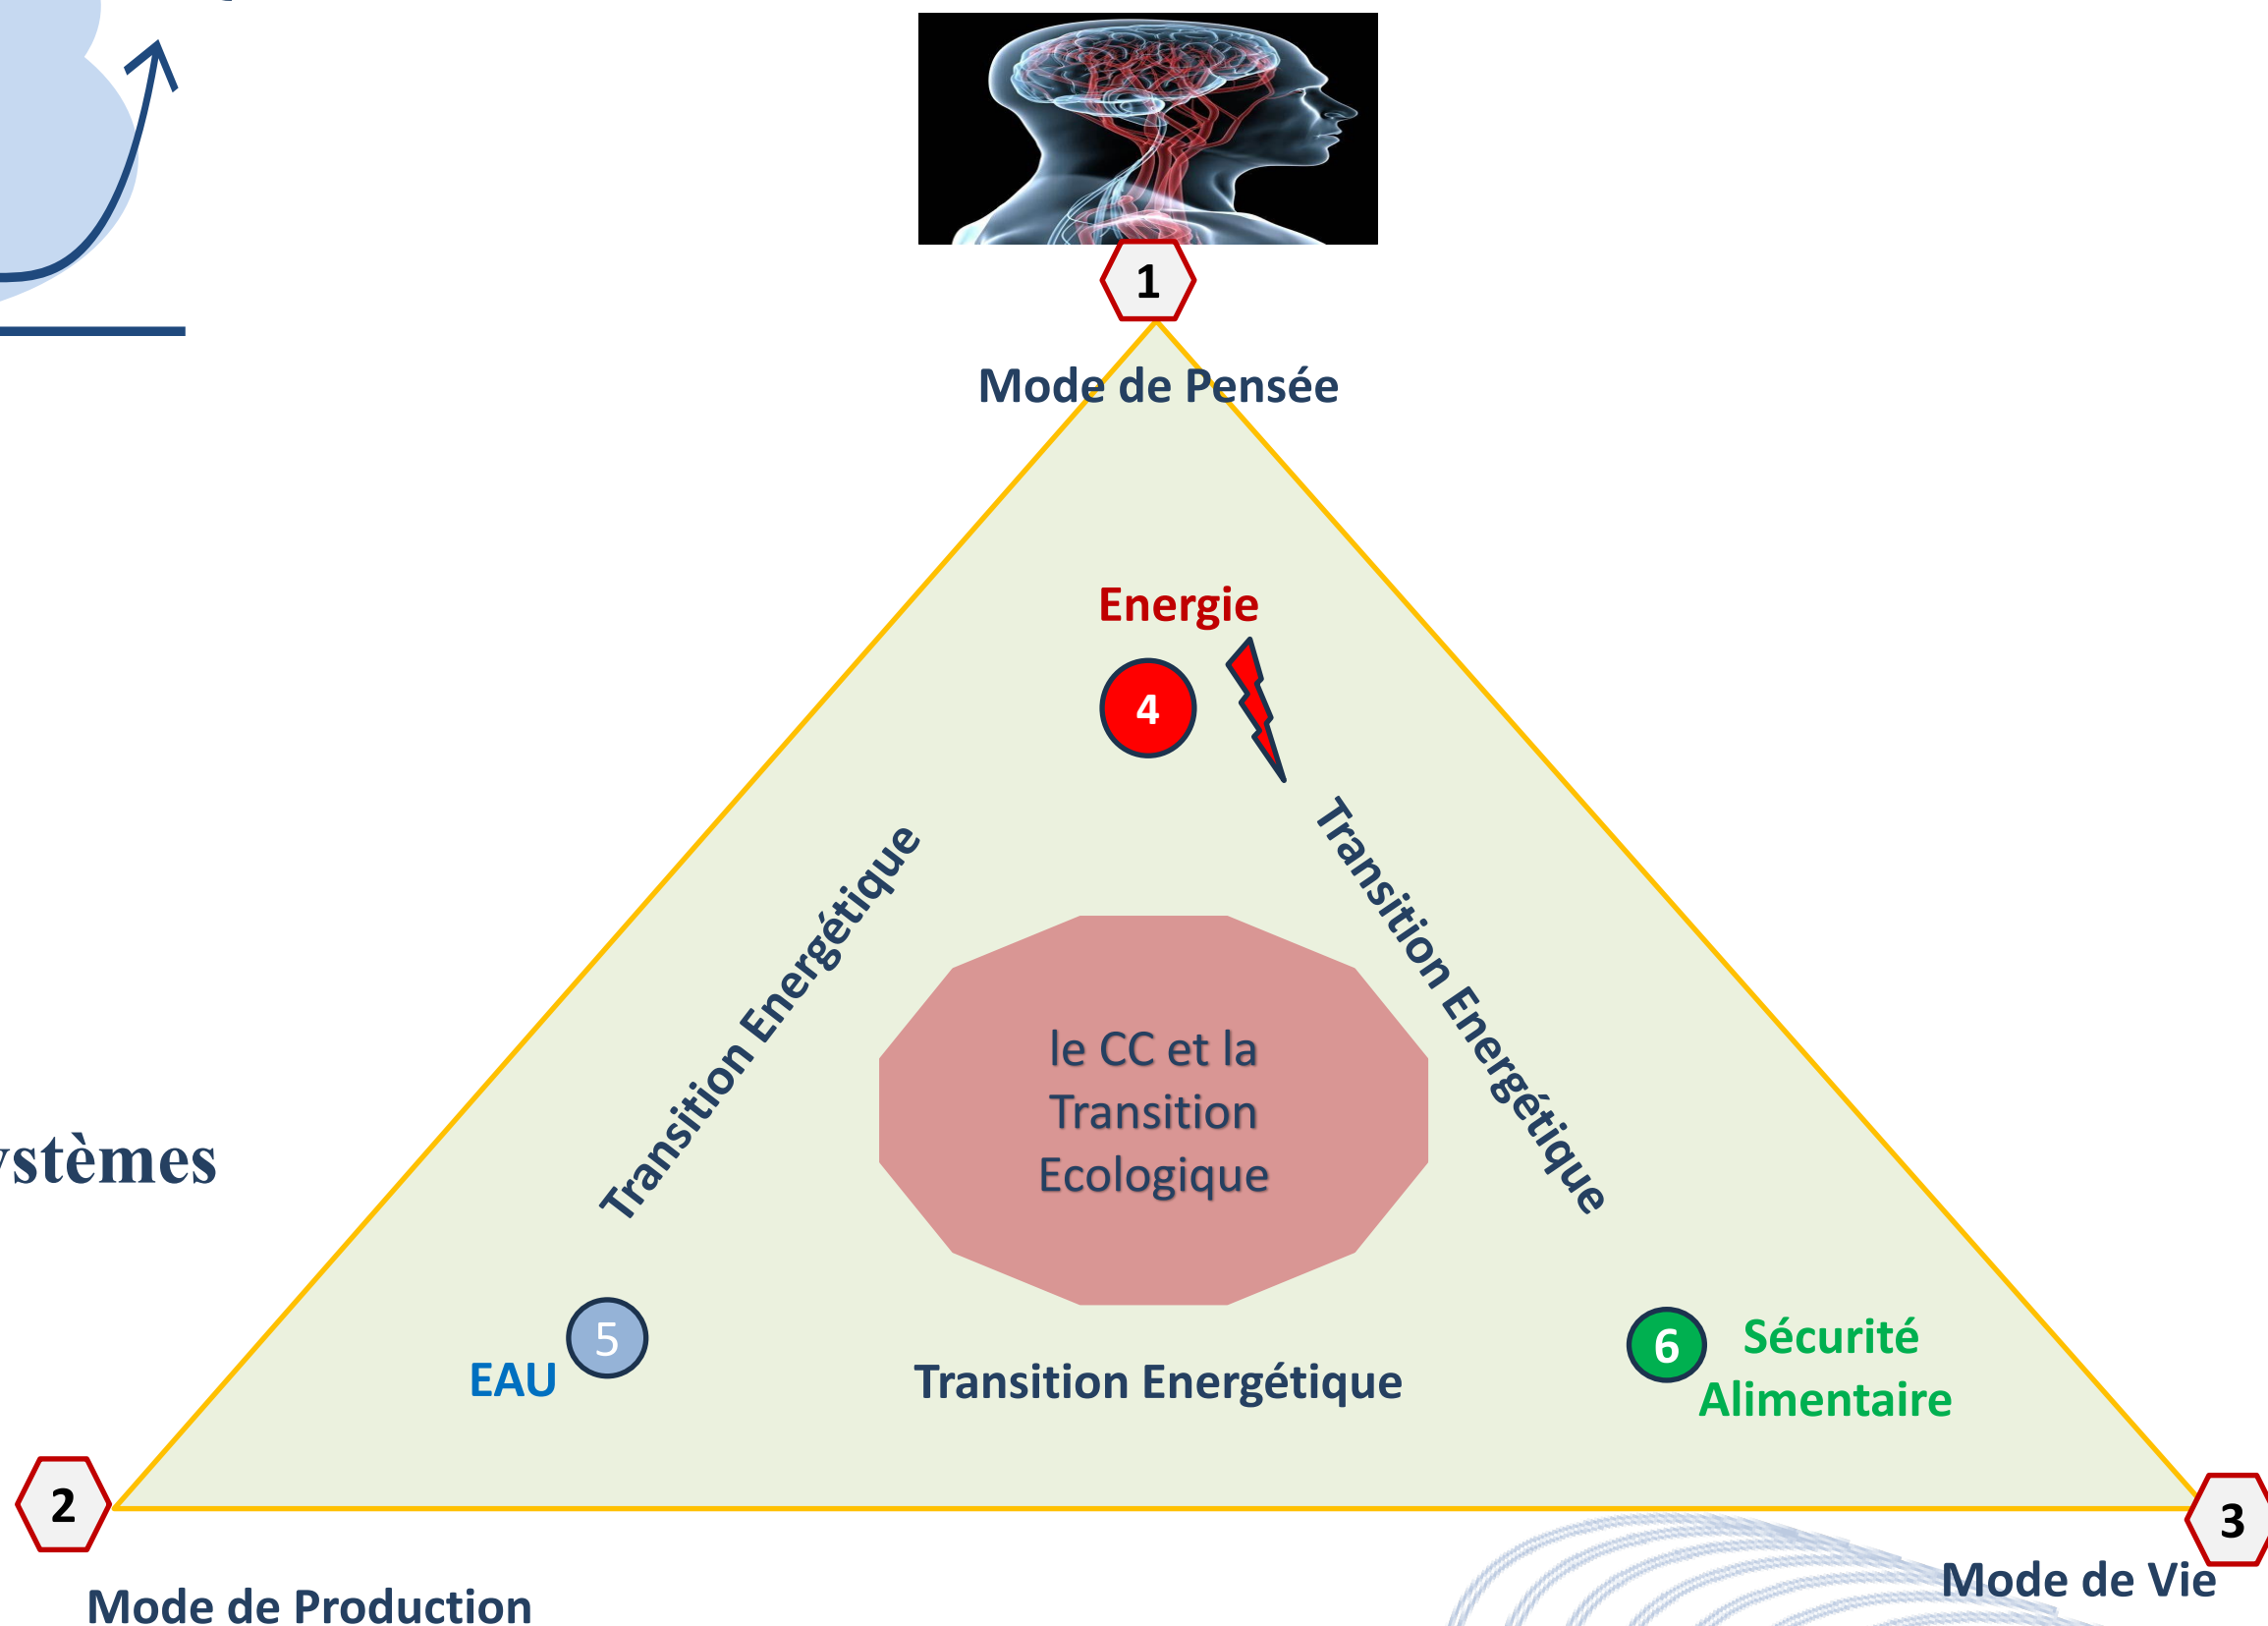 1
Mode de Pensée
Energie
4
Transition Energétique
Transition Energétique
le CC et la
Transition
Ecologique
5
EAU
Transition Energétique
6
Sécurité
Alimentaire
2
3
Mode de Production
Mode de Vie